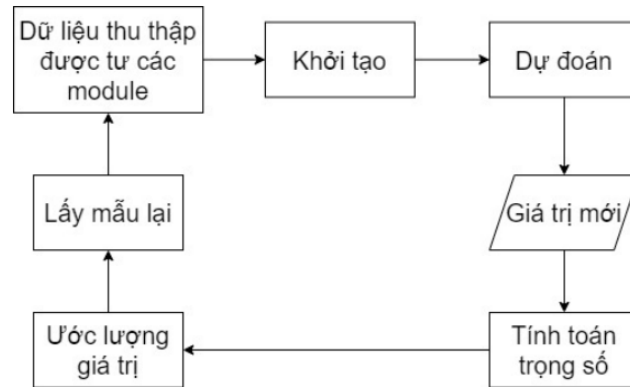 Dữ liệu thu thập
được tư các
module
Khởi tạo
Dự đoán
Giá trị mới
Tính toán
trọng số
Ước lượng
giá trị
Lấy mẫu lại